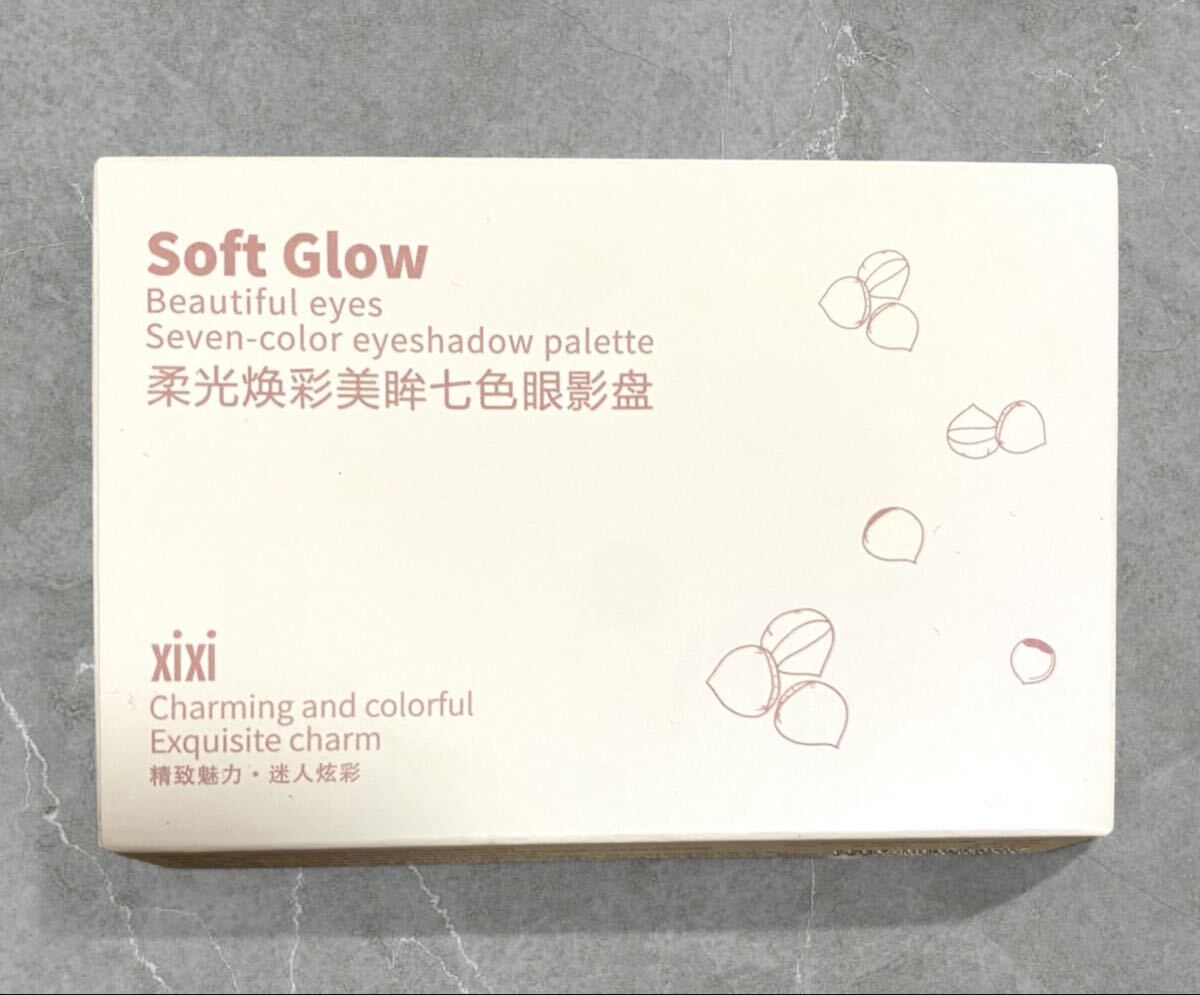 Soft Glow
Beautiful eyes
Seven-color eyeshadow palette
柔光焕彩美眸七色眼影盘
xixi
Charming and colorful
Exquisite charm
精致魅力·迷人炫彩